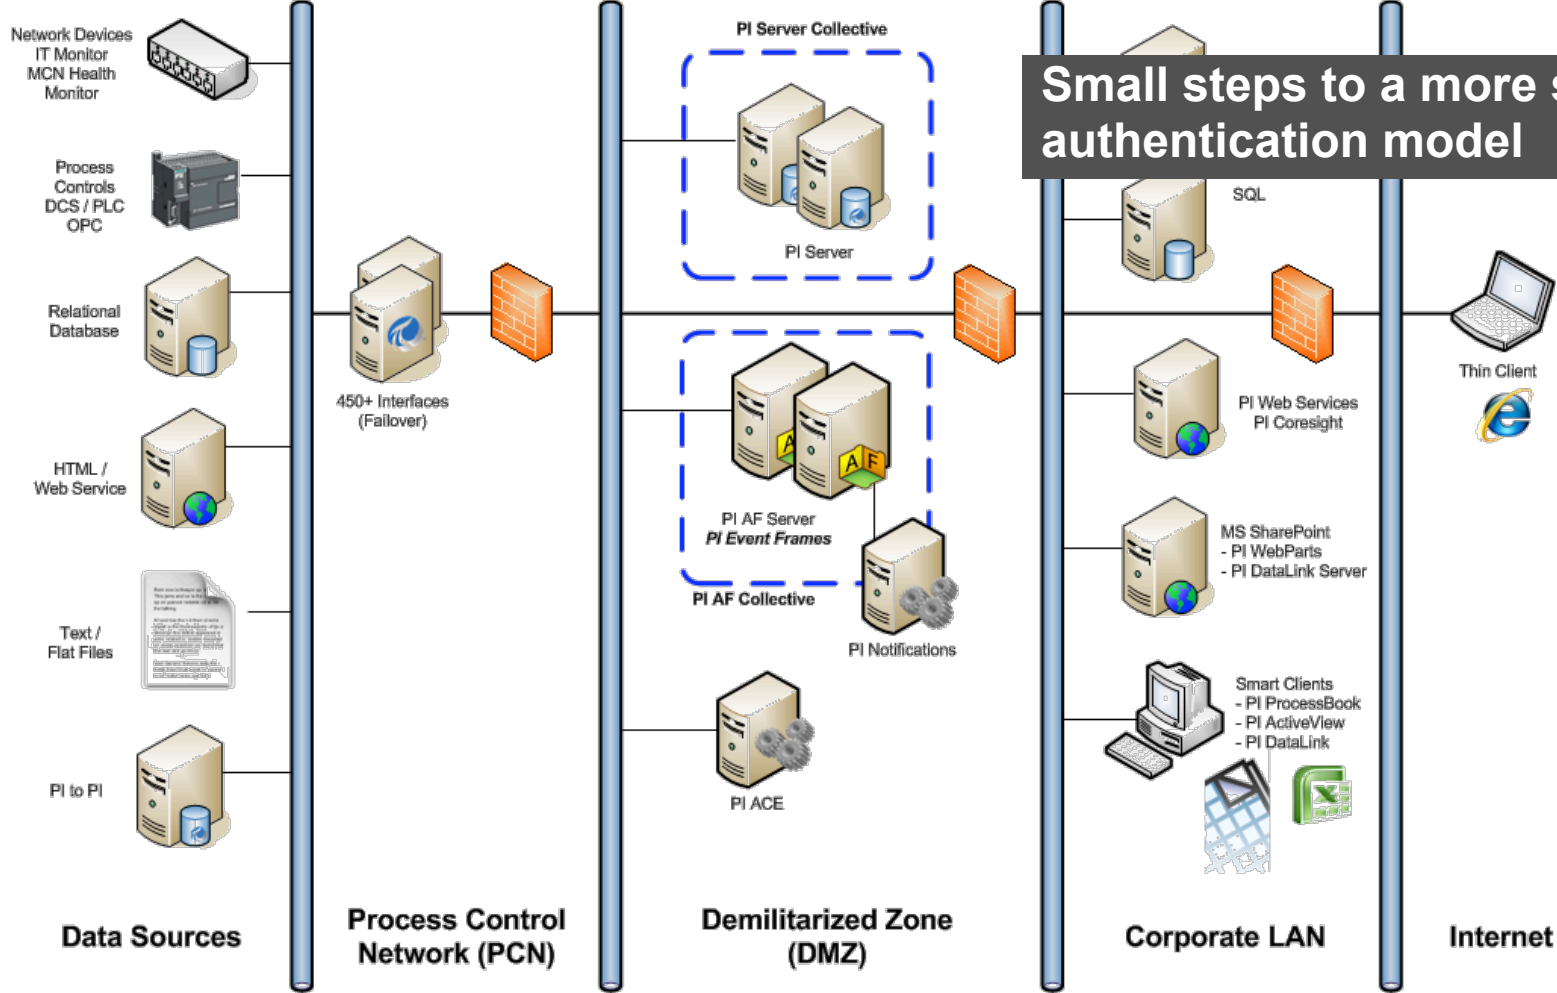 Network Devices
IT Monitor
MCN Health
Monitor
Process
Controls
DCS / PLC
OPC
Relational
Database
HTML /
Web Service
Text /
Flat Files
PI to PI
Data Sources
450+ Interfaces
(Failover)
Process Control
Network (PCN)
PI Server Collective
PI Server
A
A F
PI AF Server
PI Event Frames
PI AF Collective
PI Notifications
PI ACE
Demilitarized Zone
(DMZ)
Small steps to a more s
authentication model
SQL
PI Web Services
PI Coresight
MS SharePoint
- PI WebParts
- PI DataLink Server
Smart Clients
- PI ProcessBook
- PI ActiveView
- PI DataLink
Corporate LAN
Thin Client
Internet